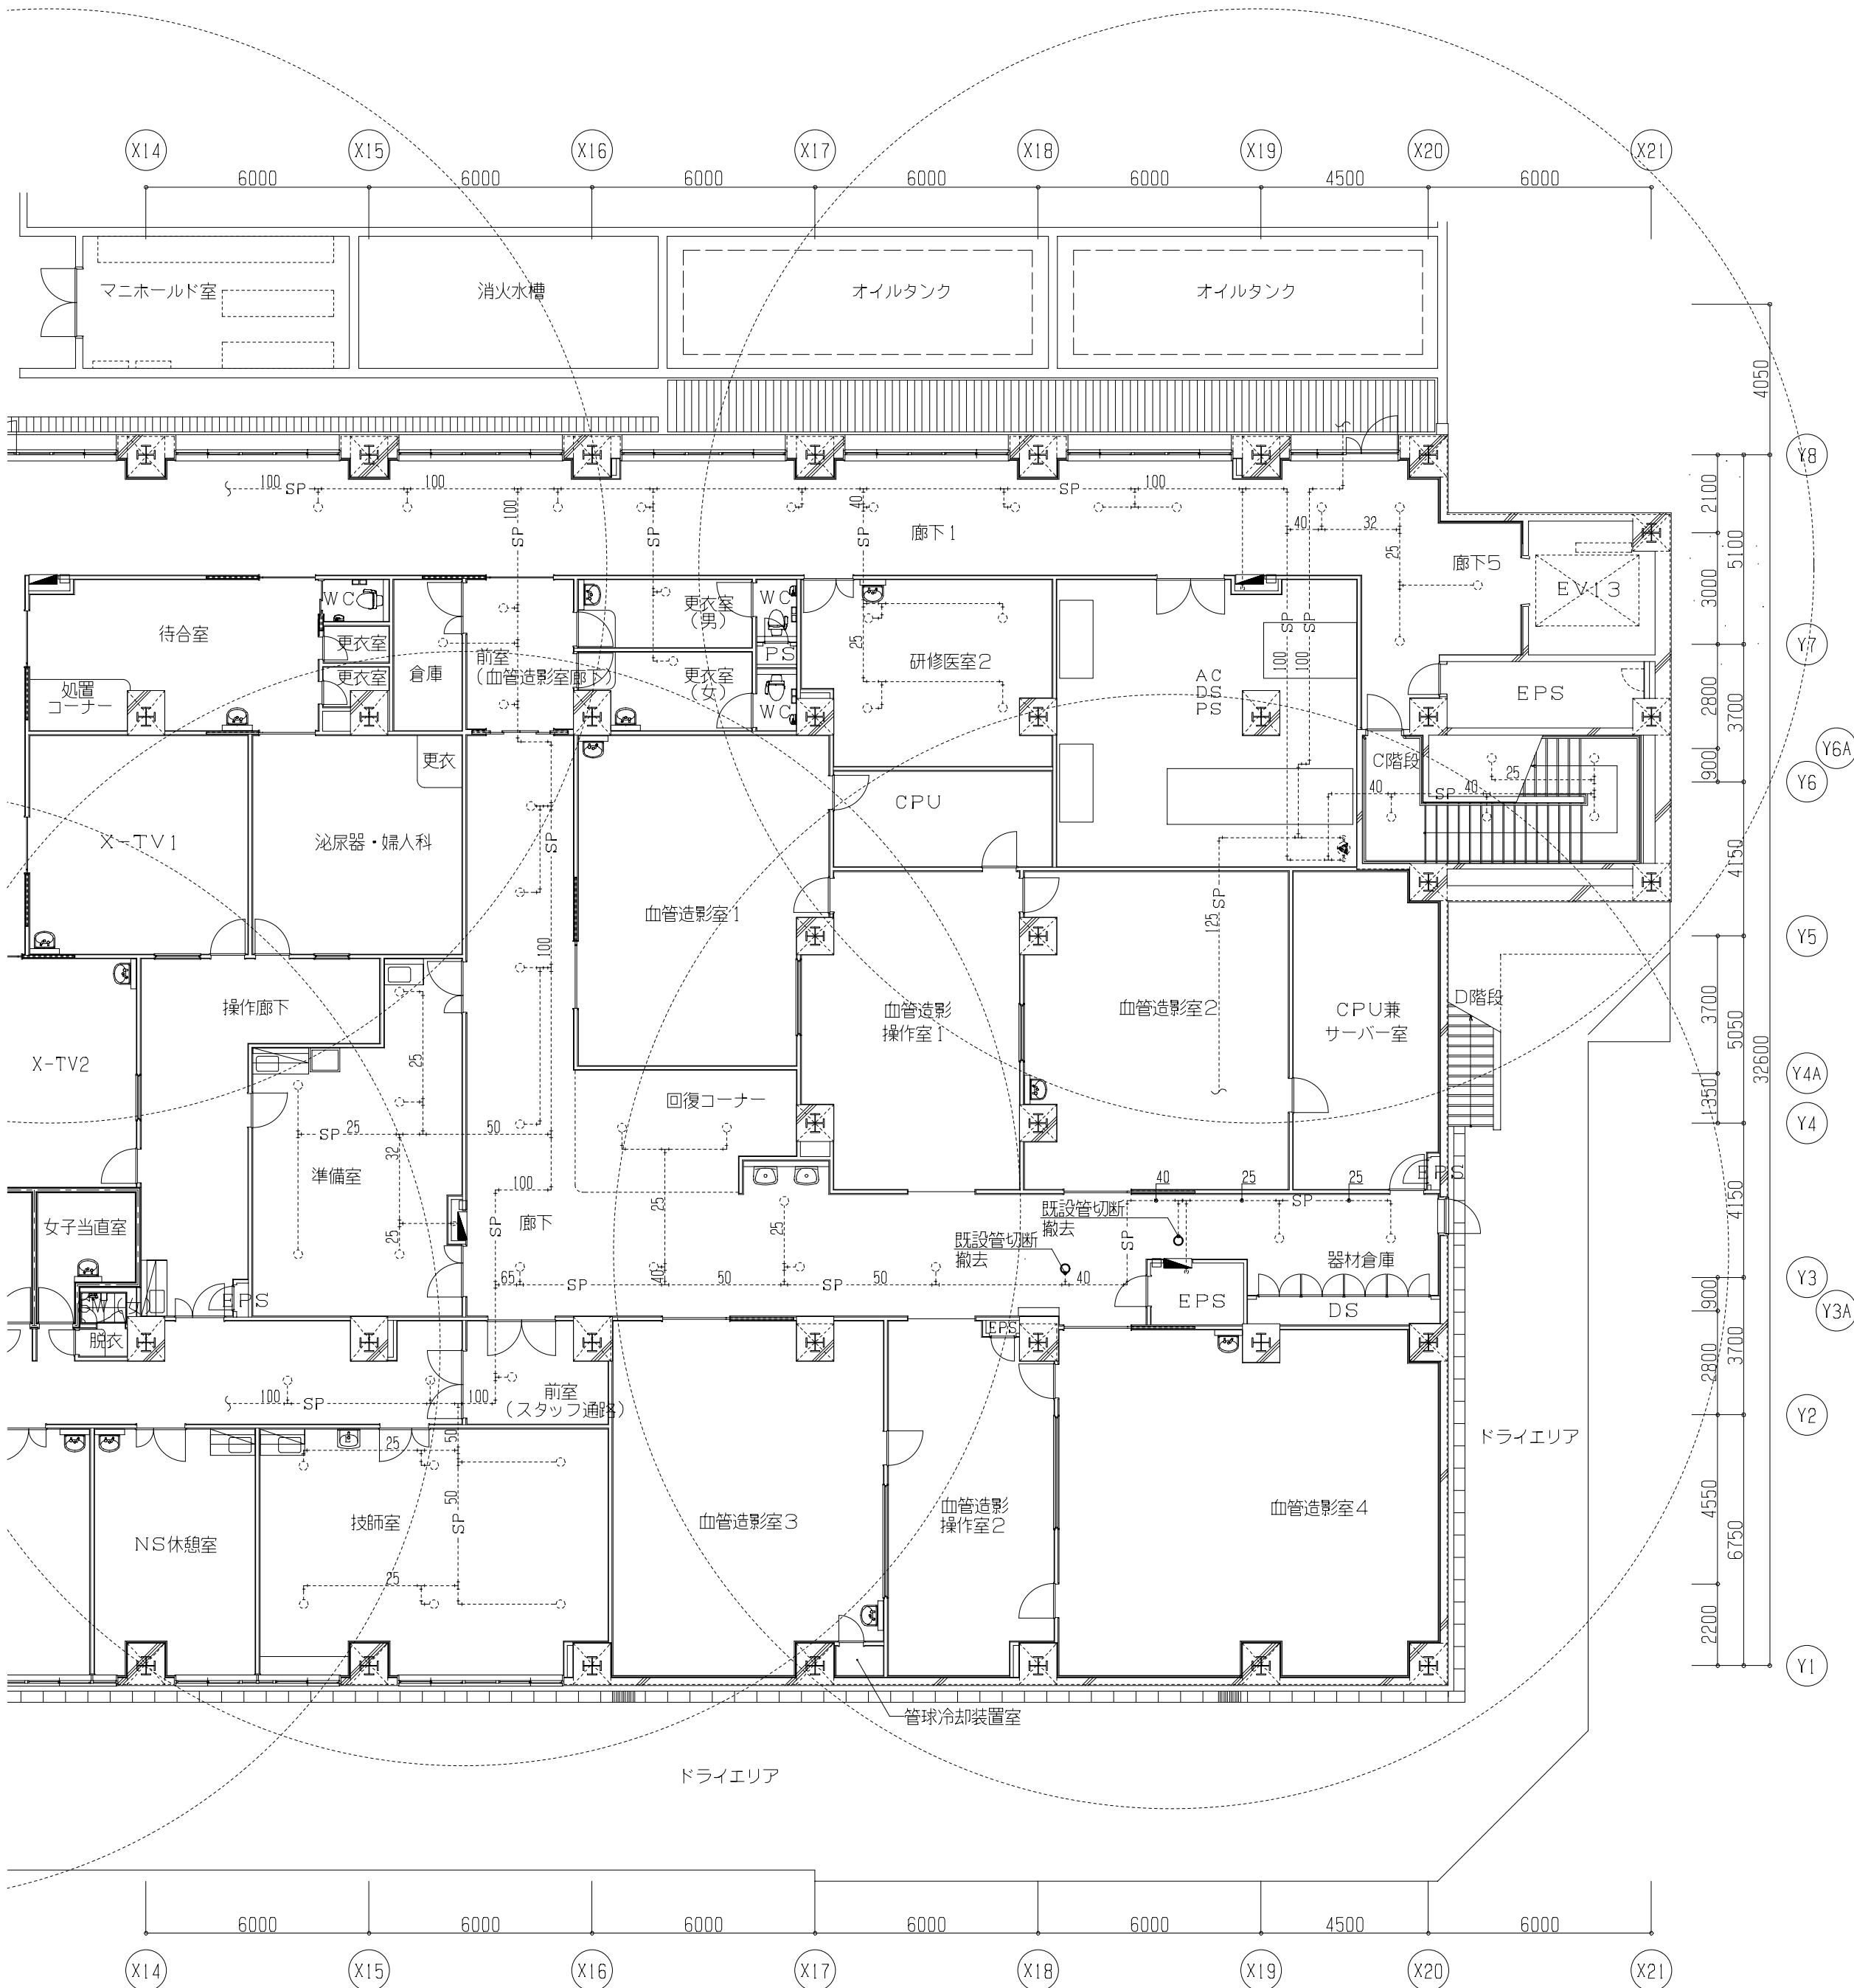 X14 X15 X16 X17 X18 X19 X20 X21
6000 6000 6000 6000 6000 4500 6000
マニホールド室 消火水槽 オイルタンク オイルタンク
4050
Y8
100 SP 100 100 40 SP 100 SP
SP SP SP
廊下1
40 32
25
廊下5
EV13
2100
3000
5100
WC
待合室
更衣室
更衣室
処置
コーナー
倉庫
前室
(血管造影室廊下)
更衣室
(男)
WC
PS
更衣室
(女)
WC
25
研修医室2
AC
DS
PS
SP SP
100 100
EPS
Y7
2800
900
3700
Y6A
Y6
更衣
C階段
25
40 SP 40
X-TV1
泌尿器・婦人科
SP
CPU
A
血管造影室1
100
125 SP
4150
Y5
操作廊下
血管造影
操作室1
血管造影室2
CPU兼
サーバー室
D階段
3700
1350
5050
32600
Y4A
Y4
X-TV2
25
回復コーナー
SP 25 50
32
準備室
25
女子当直室
100
SP
廊下
25
25
40
既設管切断
撤去
既設管切断
撤去
40 25 25
SP
SP
EPS
器材倉庫
4150
Y3
65 SP 40 50 SP 50 40
EPS
DS
900
Y3A
SW(女)
EPS
脱衣
EPS
2800
3700
100 SP 100
前室
(スタッフ通路)
Y2
ドライエリア
50
25
SP 50
NS休憩室
技師室
25
血管造影室3
血管造影
操作室2
血管造影室4
4550
2200
6750
Y1
管球冷却装置室
ドライエリア
6000 6000 6000 6000 6000 4500 6000
X14 X15 X16 X17 X18 X19 X20 X21